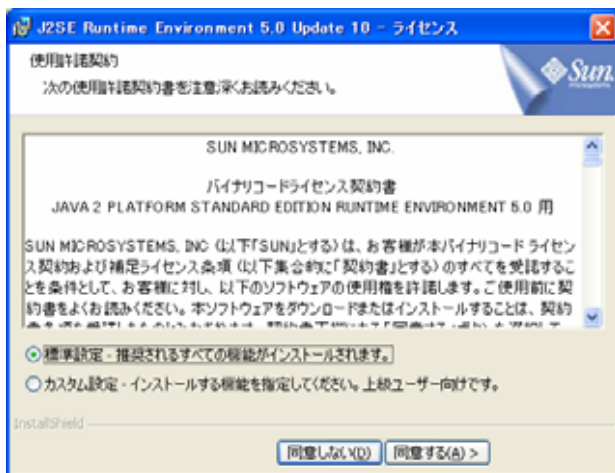 J2SE Runtime Environment 5.0 Update 10 - ライセンス
使用許諾契約
次の使用許諾契約書を注意深くお読みください。
Sun
microsystems
SUN MICROSYSTEMS, INC.
バイナリコードライセンス契約書
JAVA 2 PLATFORM STANDARD EDITION RUNTIME ENVIRONMENT 5.0 用
SUN MICROSYSTEMS, INC (以下「SUN」とする) は、お客様が本バイナリコード ライセン
ス契約および補足ライセンス条項 (以下集合的に「契約書」とする) のすべてを受諾するこ
とを条件として、お客様に対し、以下のソフトウェアの使用権を許諾します。ご使用前に契
約書をよくお読みください。本ソフトウェアをダウンロードまたはインストールすることは、契約
標準設定 - 推奨されるすべての機能がインストールされます。
カスタム設定 - インストールする機能を指定してください。上級ユーザー向けです。
InstallShield
同意しない(D)
同意する(A) >